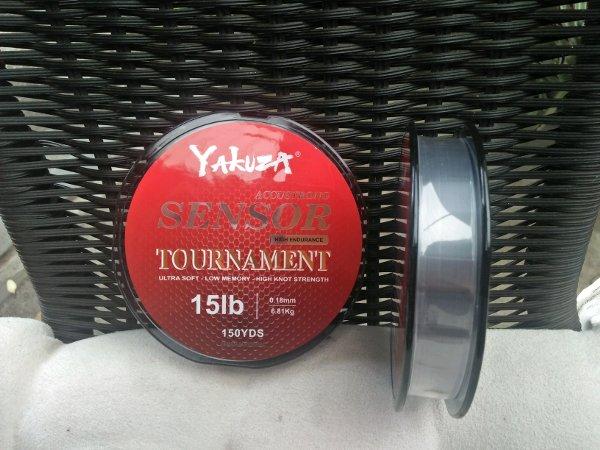 YAKUZA®
ACCUSTRONG
SENSOR
HIGH ENDURANCE
TOURNAMENT
ULTRA SOFT - LOW MEMORY - HIGH KNOT STRENGTH
15lb
0.18mm
6.81Kg
150YDS